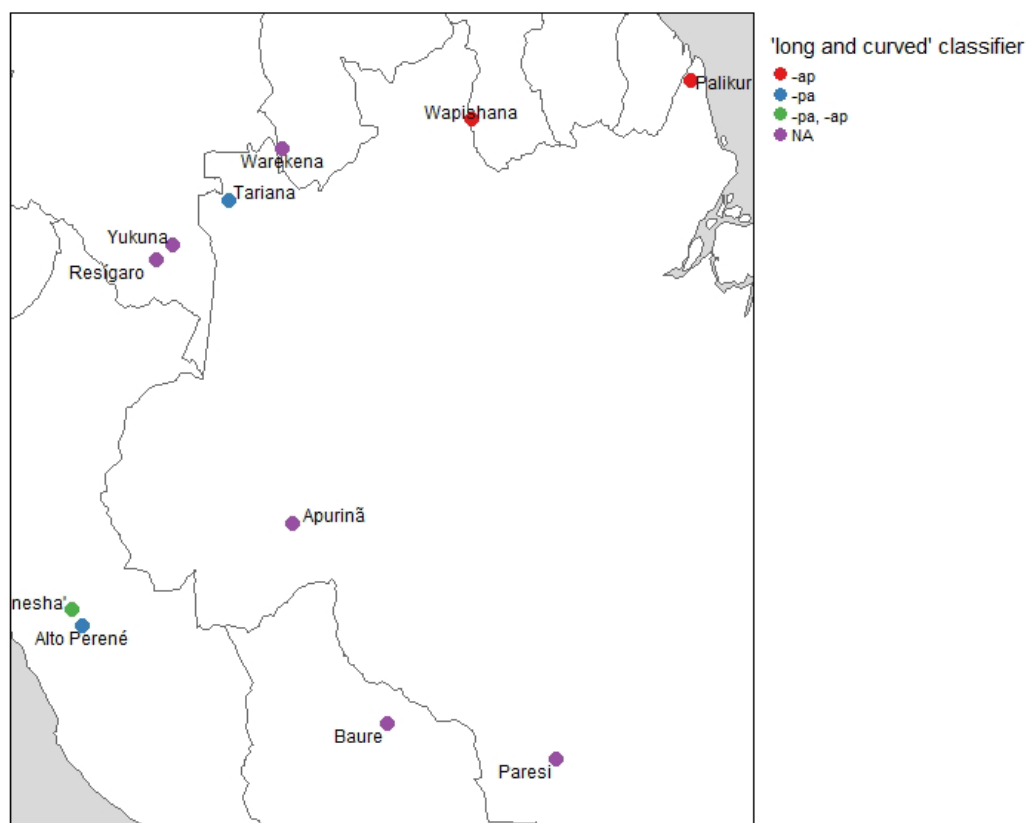 'long and curved' classifier
-ap
-pa
-pa, -ap
NA
Palikur
Wapishana
Warekena
Tariana
Yukuna
Resígaro
Apurinã
nesha'
Alto Perené
Baure
Paresi